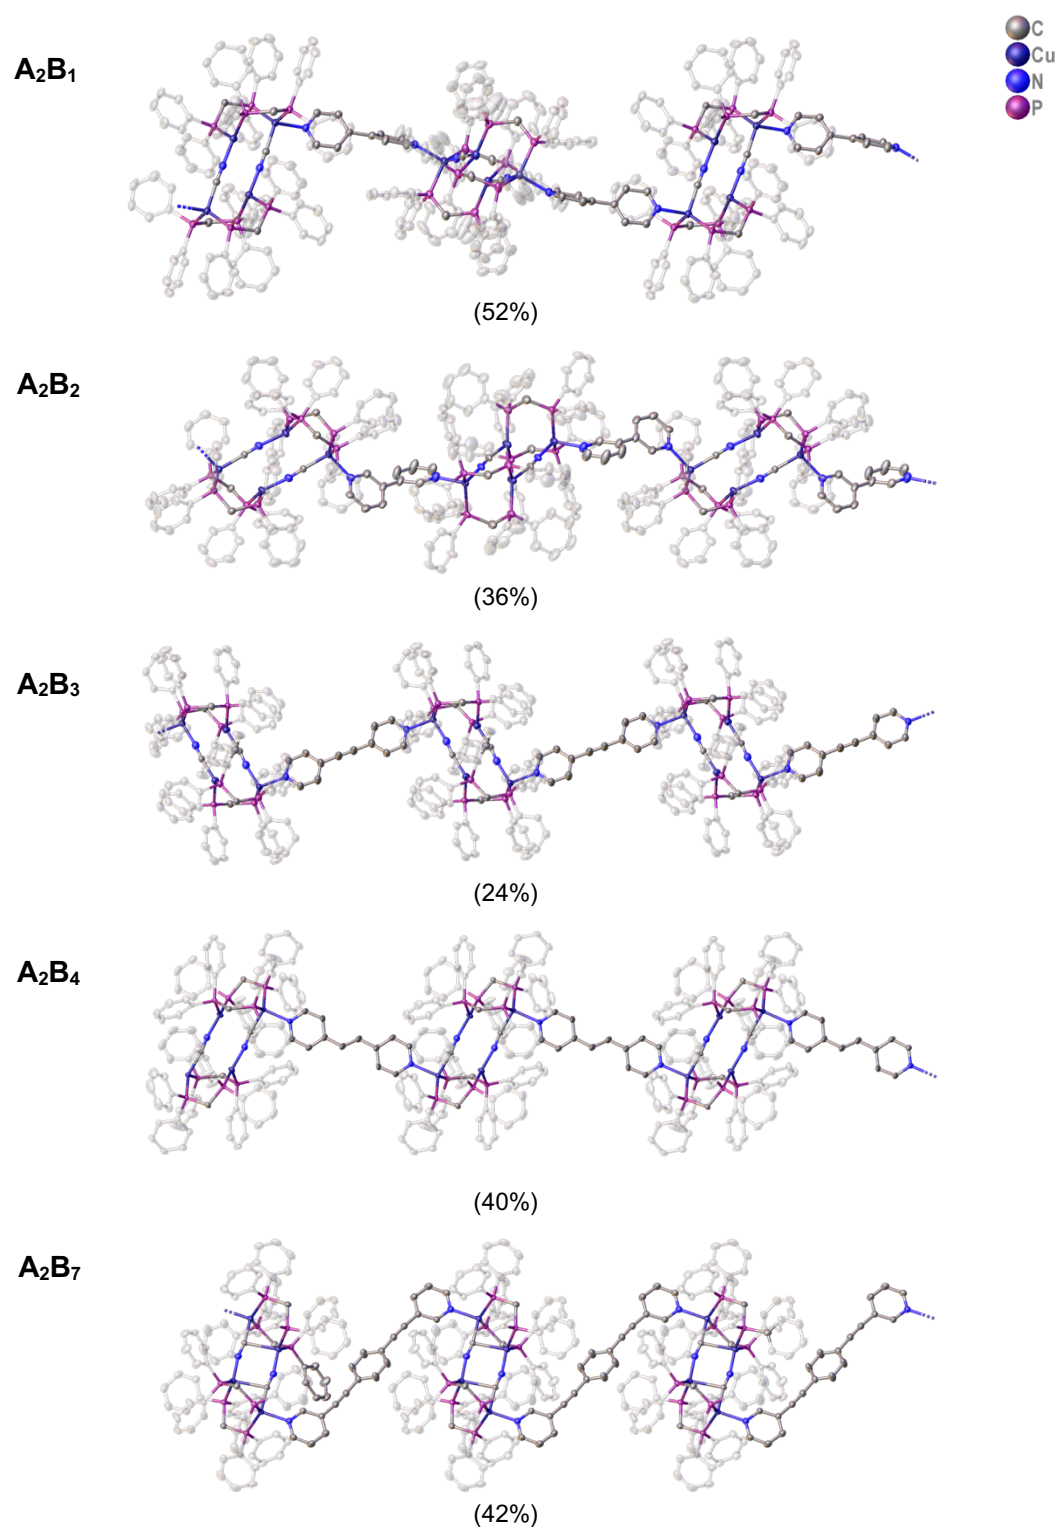 C
Cu
N
P
A₂B₁
(52%)
A₂B₂
(36%)
A₂B₃
(24%)
A₂B₄
(40%)
A₂B₇
(42%)